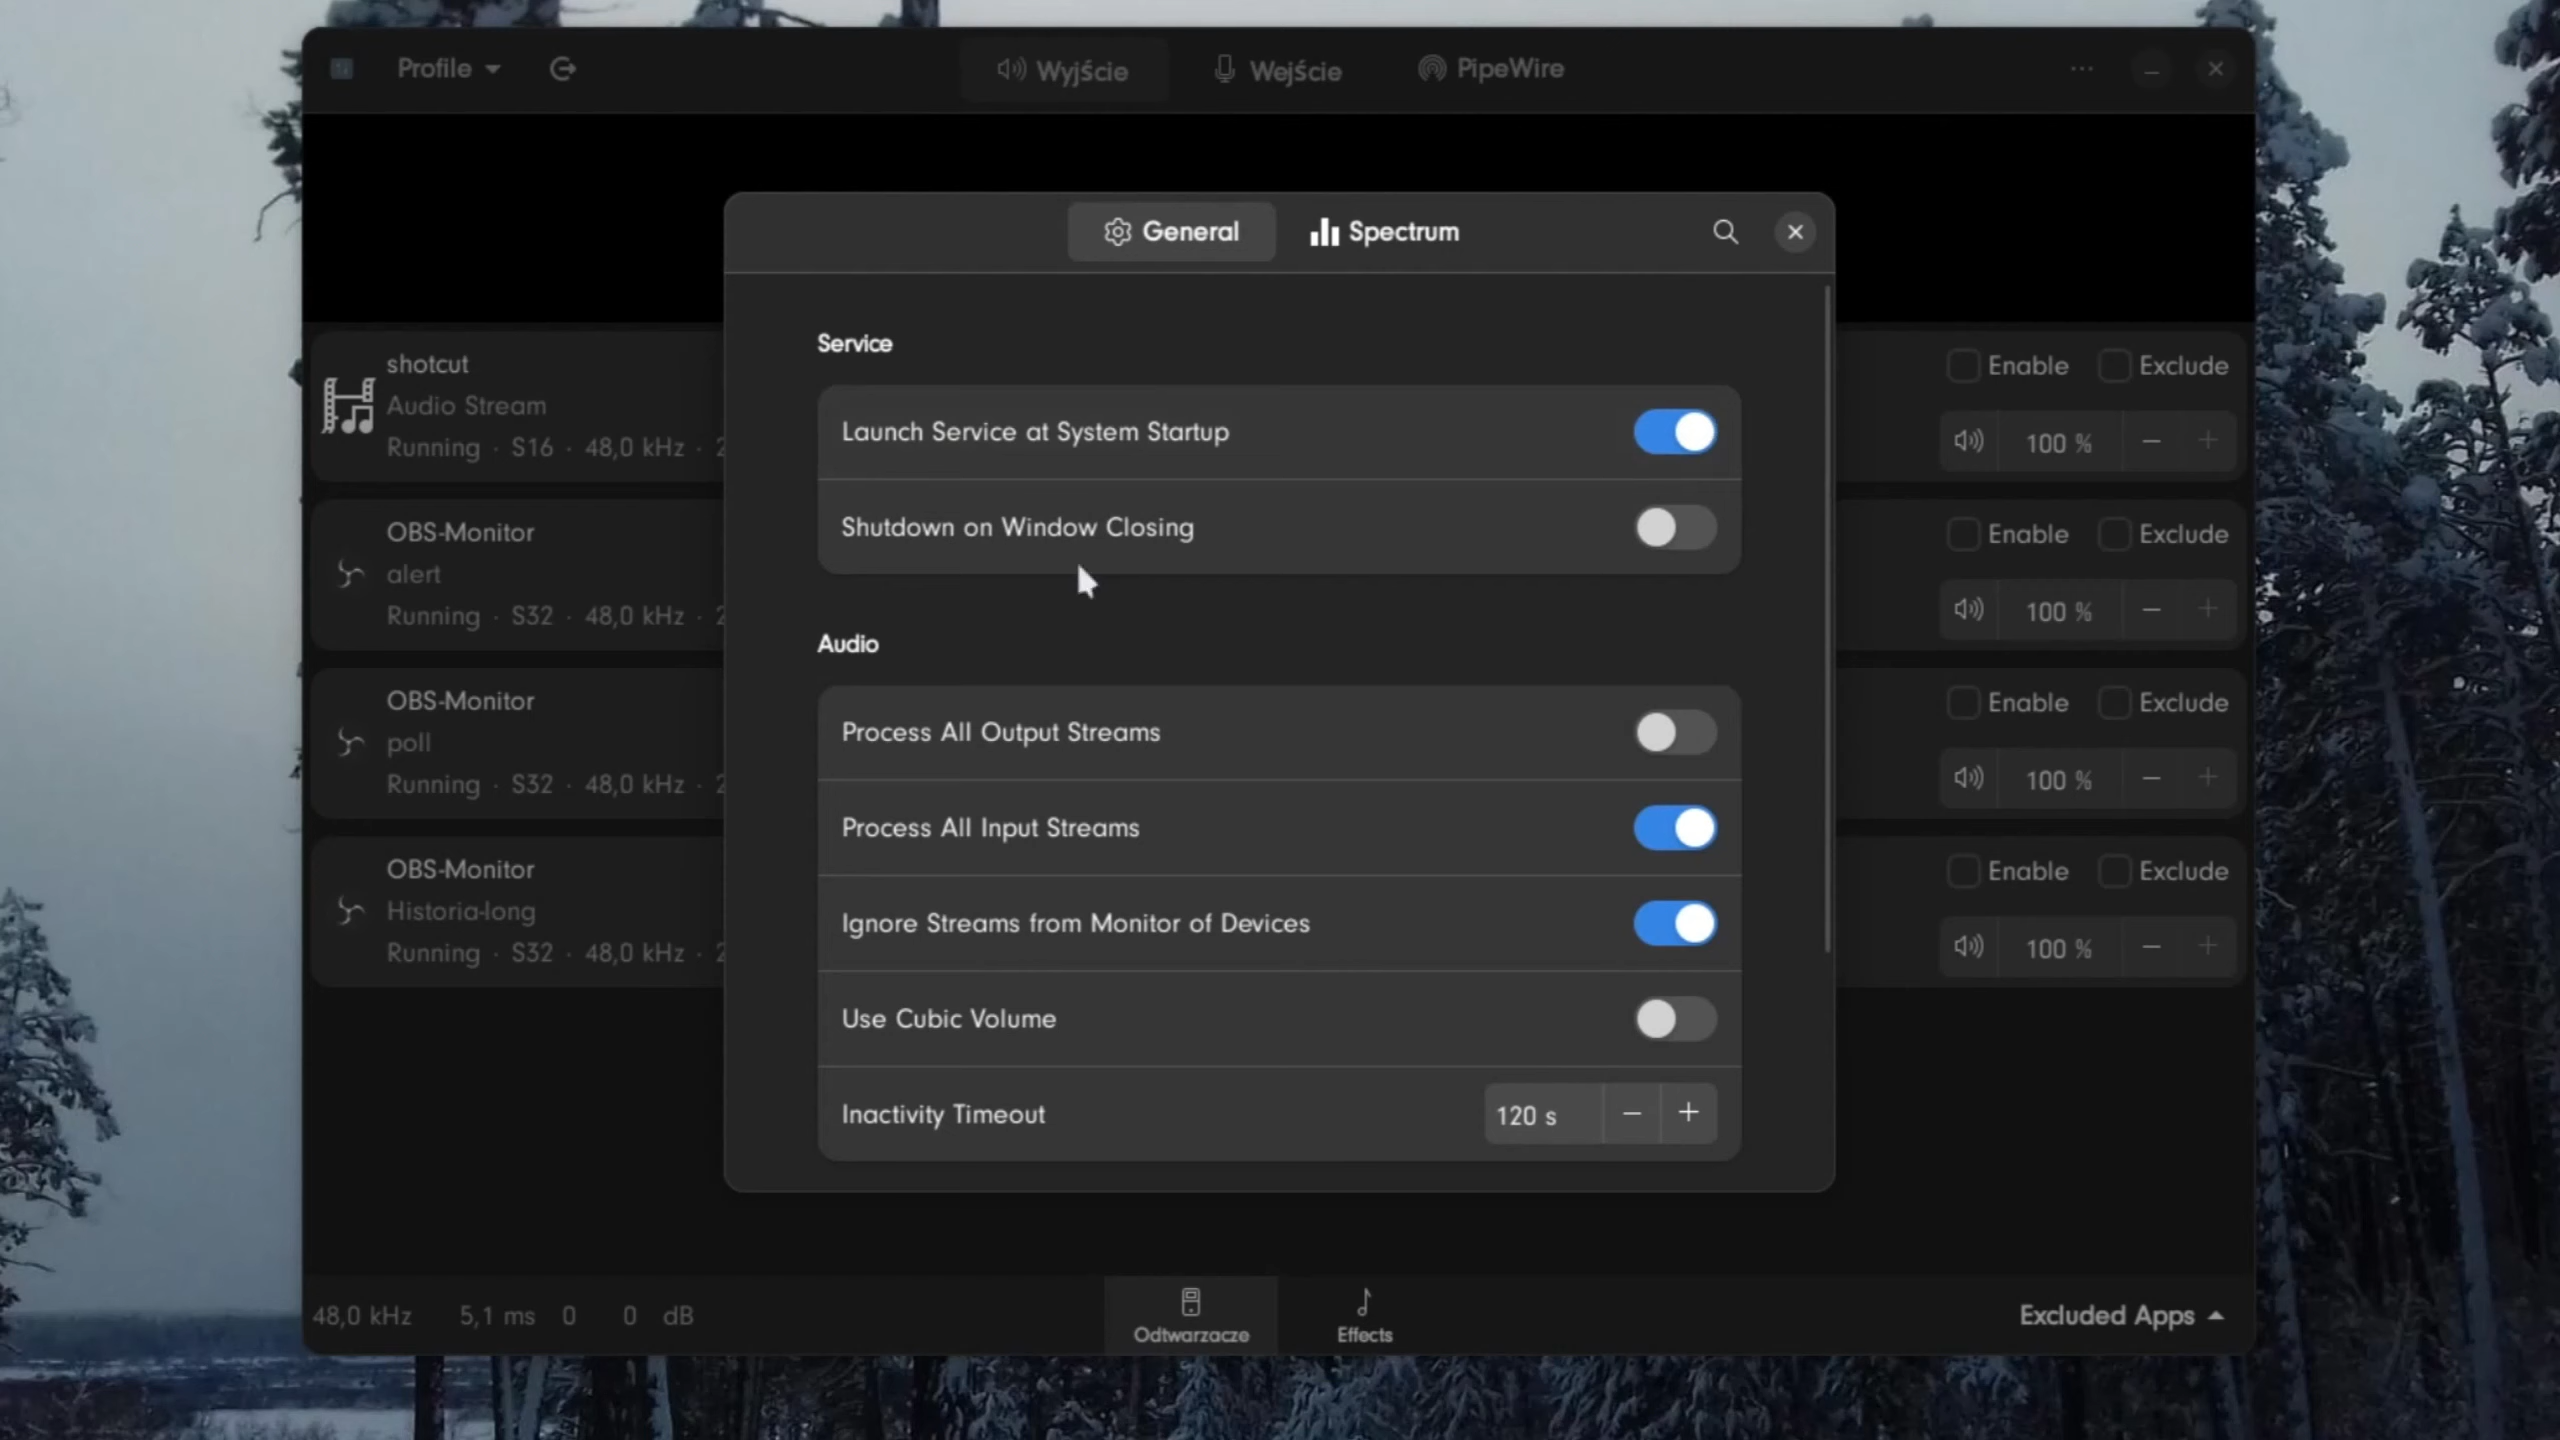 Profile
Wyjście
Wejście
PipeWire
General
Spectrum
Service
Launch Service at System Startup
Shutdown on Window Closing
Audio
Process All Output Streams
Process All Input Streams
Ignore Streams from Monitor of Devices
Use Cubic Volume
Inactivity Timeout
120 s
shotcut
Audio Stream
Running · S16 · 48,0 kHz · 2
Enable
Exclude
100 %
OBS-Monitor
alert
Running · S32 · 48,0 kHz · 2
Enable
Exclude
100 %
OBS-Monitor
poll
Running · S32 · 48,0 kHz · 2
Enable
Exclude
100 %
OBS-Monitor
Historia-long
Running · S32 · 48,0 kHz · 2
Enable
Exclude
100 %
48,0 kHz 5,1 ms 0 0 dB
Odtwarzacze
Effects
Excluded Apps